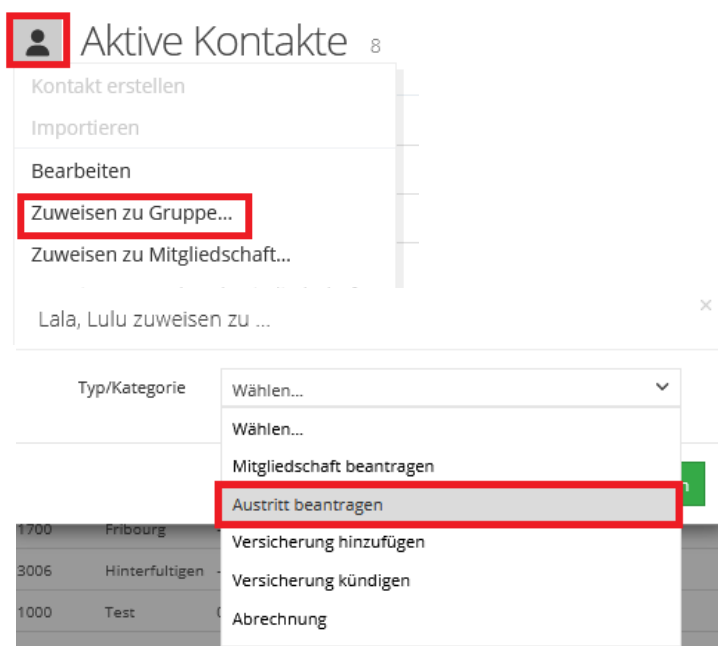 Aktive Kontakte 8
Kontakt erstellen
Importieren
Bearbeiten
Zuweisen zu Gruppe...
Zuweisen zu Mitgliedschaft...
Lala, Lulu zuweisen zu ...
×
Typ/Kategorie
Wählen...
Wählen...
Mitgliedschaft beantragen
Austritt beantragen
1700 Fribourg
Versicherung hinzufügen
3006 Hinterfultigen -
Versicherung kündigen
1000 Test
Abrechnung